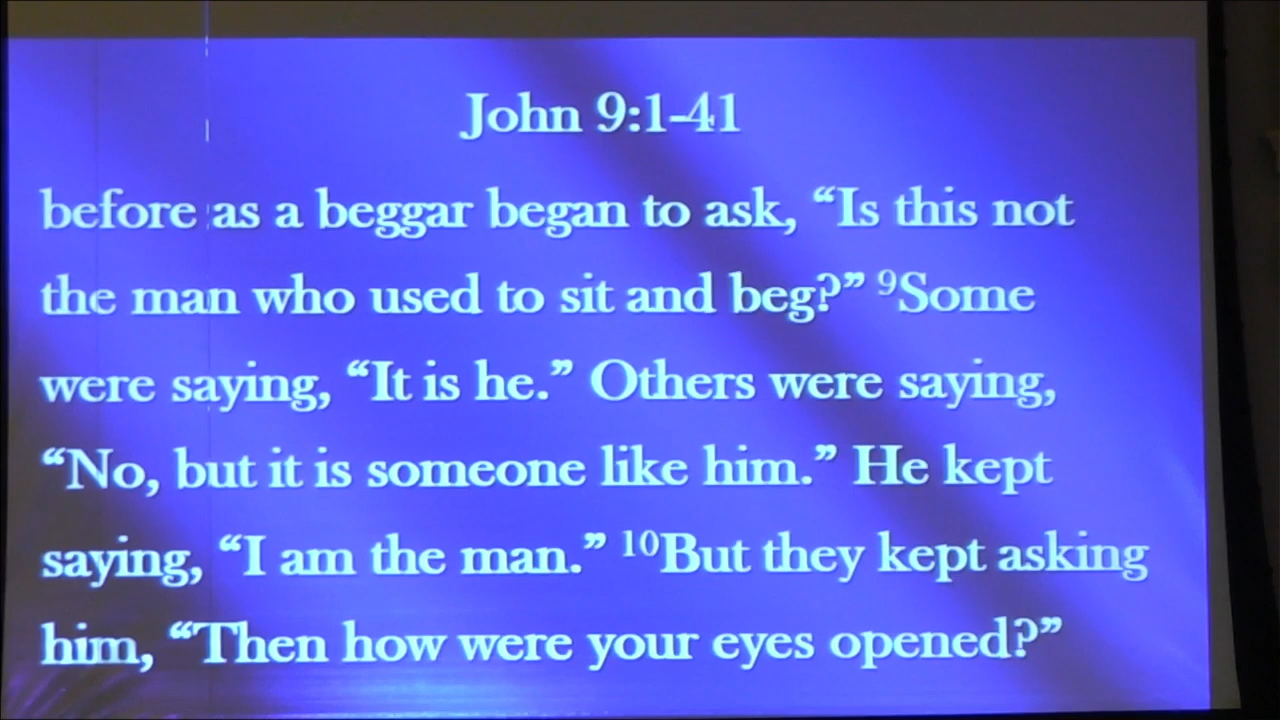 John 9:1-41
before as a beggar began to ask, “Is this not
the man who used to sit and beg?” ⁹Some
were saying, “It is he.” Others were saying,
“No, but it is someone like him.” He kept
saying, “I am the man.” ¹⁰But they kept asking
him, “Then how were your eyes opened?”